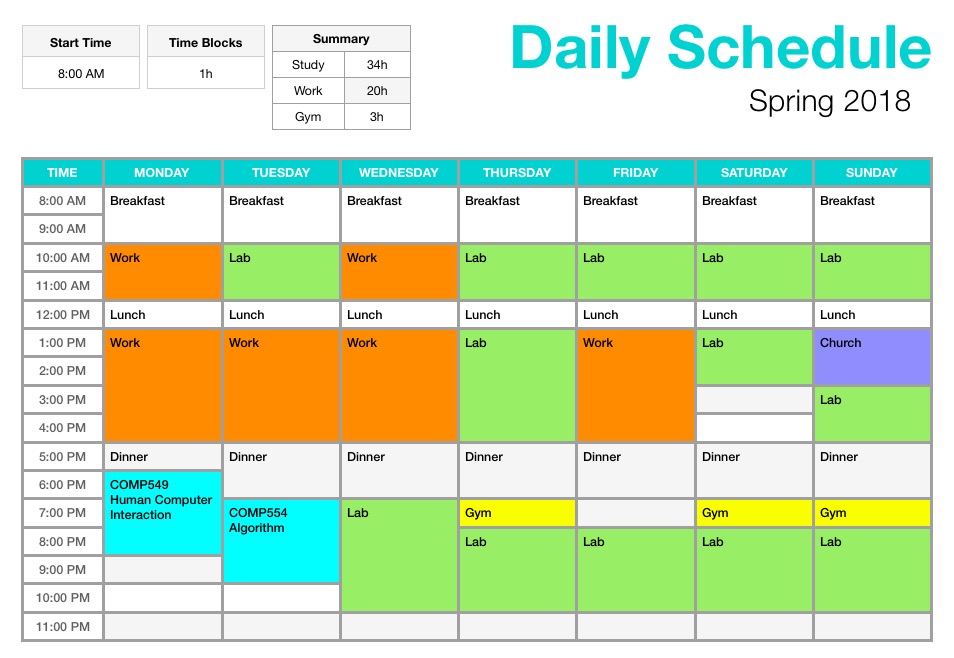 Daily Schedule
Spring 2018
Start Time
8:00 AM
Time Blocks
1h
Summary
Study 34h
Work 20h
Gym 3h
TIME MONDAY TUESDAY WEDNESDAY THURSDAY FRIDAY SATURDAY SUNDAY
8:00 AM Breakfast Breakfast Breakfast Breakfast Breakfast Breakfast Breakfast
9:00 AM
10:00 AM Work Lab Work Lab Lab Lab Lab
11:00 AM
12:00 PM Lunch Lunch Lunch Lunch Lunch Lunch Lunch
1:00 PM Work Work Work Lab Work Lab Church
2:00 PM
3:00 PM Lab
4:00 PM
5:00 PM Dinner Dinner Dinner Dinner Dinner Dinner Dinner
6:00 PM COMP549
Human Computer
Interaction
7:00 PM COMP554 Lab Gym Gym Gym
Algorithm
8:00 PM Lab Lab Lab Lab
9:00 PM
10:00 PM
11:00 PM